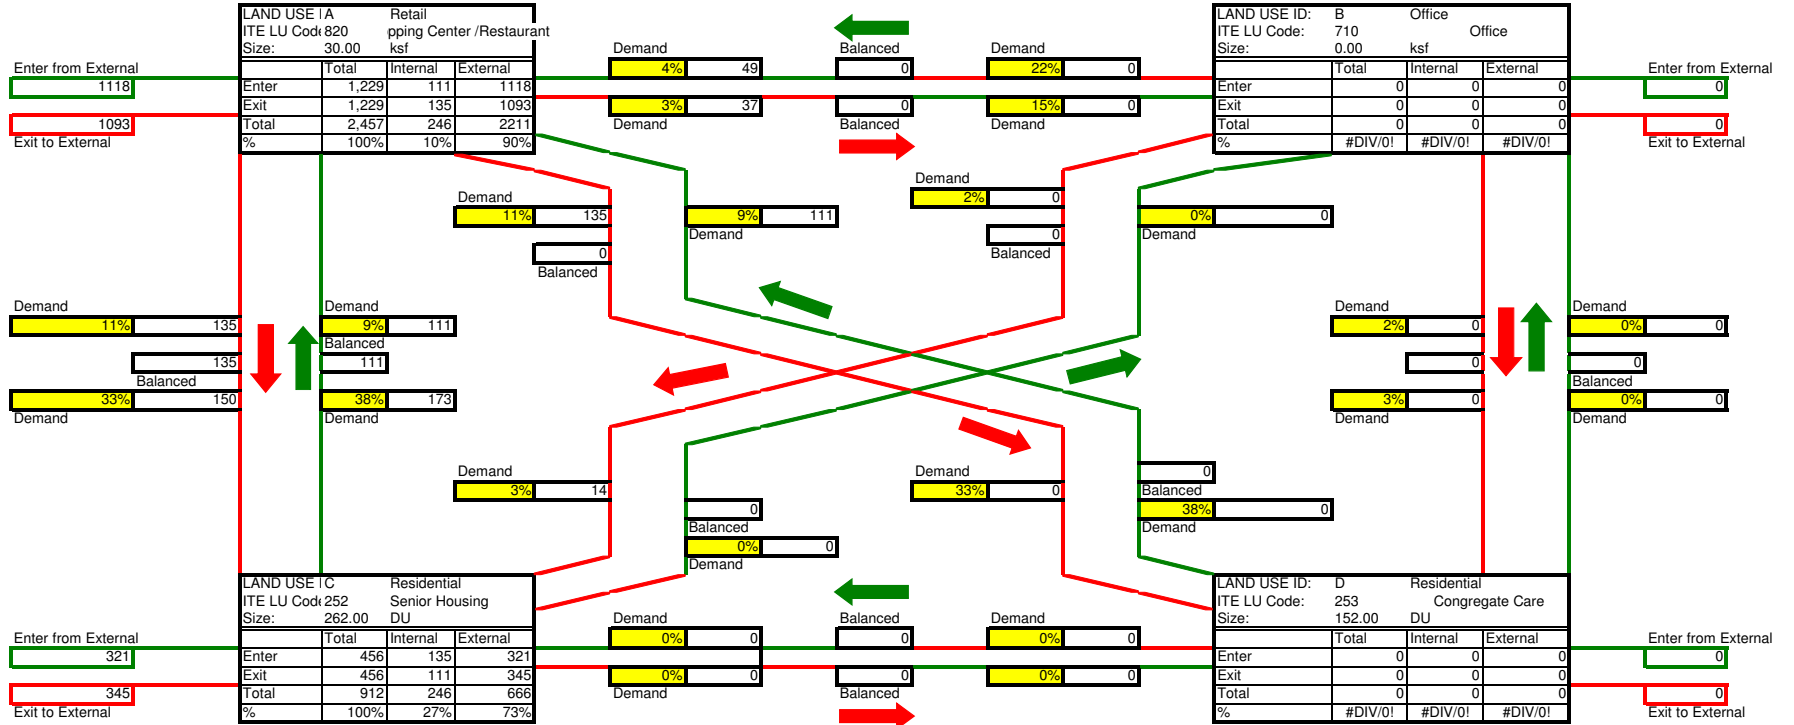 LAND USE I A Retail
ITE LU Code 820 pping Center /Restaurant
Size: 30.00 ksf
Total Internal External
Enter 1,229 111 1118
Exit 1,229 135 1093
Total 2,457 246 2211
% 100% 10% 90%
Enter from External
1118
1093
Exit to External
Demand Balanced Demand
4% 49 0 22% 0
3% 37 0 15% 0
Demand Balanced Demand
LAND USE ID: B Office
ITE LU Code: 710 Office
Size: 0.00 ksf
Total Internal External
Enter 0 0 0
Exit 0 0 0
Total 0 0 0
% #DIV/0! #DIV/0! #DIV/0!
Enter from External
0
0
Exit to External
Demand
11% 135
0
Balanced
9% 111
Demand
Demand
2% 0
0
Balanced
0% 0
Demand
Demand
11% 135
135
Balanced
33% 150
Demand
Demand
9% 111
Balanced
111
38% 173
Demand
Demand
2% 0
0
3% 0
Demand
Demand
0% 0
0
Balanced
0% 0
Demand
Demand
3% 14
0
Balanced
0% 0
Demand
Demand
33% 0
0
Balanced
38% 0
Demand
LAND USE I C Residential
ITE LU Code 252 Senior Housing
Size: 262.00 DU
Total Internal External
Enter 456 135 321
Exit 456 111 345
Total 912 246 666
% 100% 27% 73%
Enter from External
321
345
Exit to External
Demand Balanced Demand
0% 0 0 0% 0
0% 0 0 0% 0
Demand Balanced Demand
LAND USE ID: D Residential
ITE LU Code: 253 Congregate Care
Size: 152.00 DU
Total Internal External
Enter 0 0 0
Exit 0 0 0
Total 0 0 0
% #DIV/0! #DIV/0! #DIV/0!
Enter from External
0
0
Exit to External